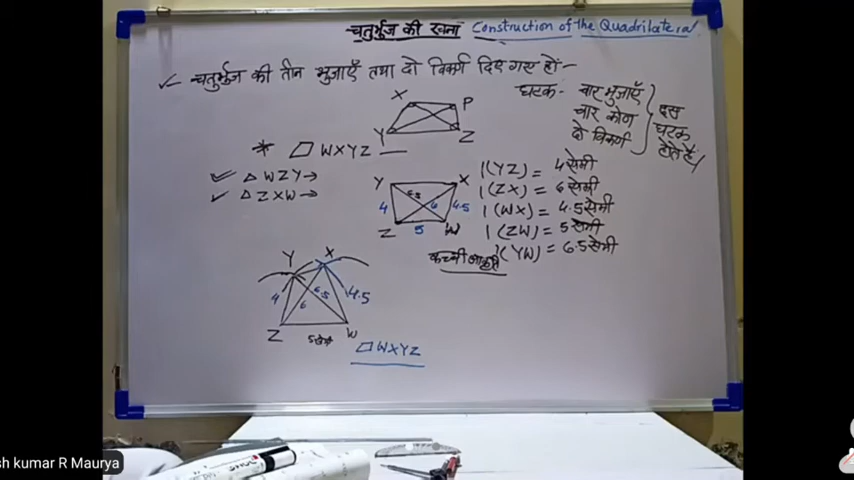 चतुर्भुज की रचना Construction of the Quadrilateral
✓ चतुर्भुज की तीन भुजाएँ तथा दो विकर्ण दिए गए हों -
घटक - चार भुजाएँ
चार कोण
दो विकर्ण
दस
घटक
होते हैं
X P
Y Z
* □ WXYZ —
✓ △ WZY →
✓ △ ZXW →
Y X
6.5
4 6 4.5
Z 5 W
कच्ची आकृति
l(YZ) = 4 सेमी
l(ZX) = 6 सेमी
l(WX) = 4.5 सेमी
l(ZW) = 5 सेमी
l(YW) = 6.5 सेमी
Y X
4 6 6.5 4.5
Z 5 सेमी W
□ WXYZ
sh kumar R Maurya